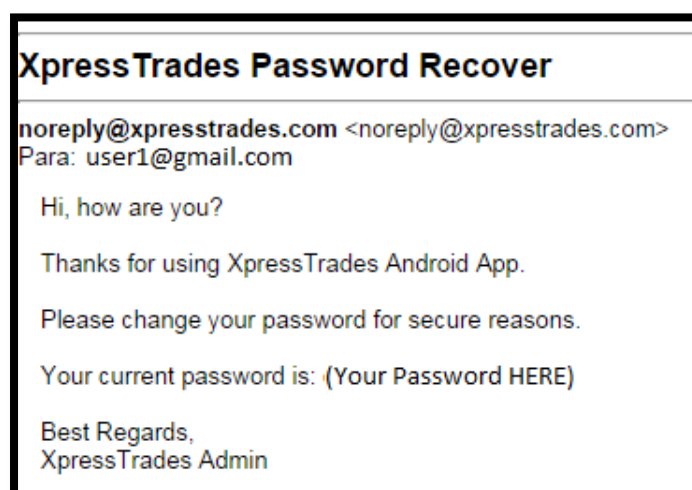 XpressTrades Password Recover
noreply@xpresstrades.com <noreply@xpresstrades.com>
Para: user1@gmail.com
Hi, how are you?
Thanks for using XpressTrades Android App.
Please change your password for secure reasons.
Your current password is: (Your Password HERE)
Best Regards,
XpressTrades Admin